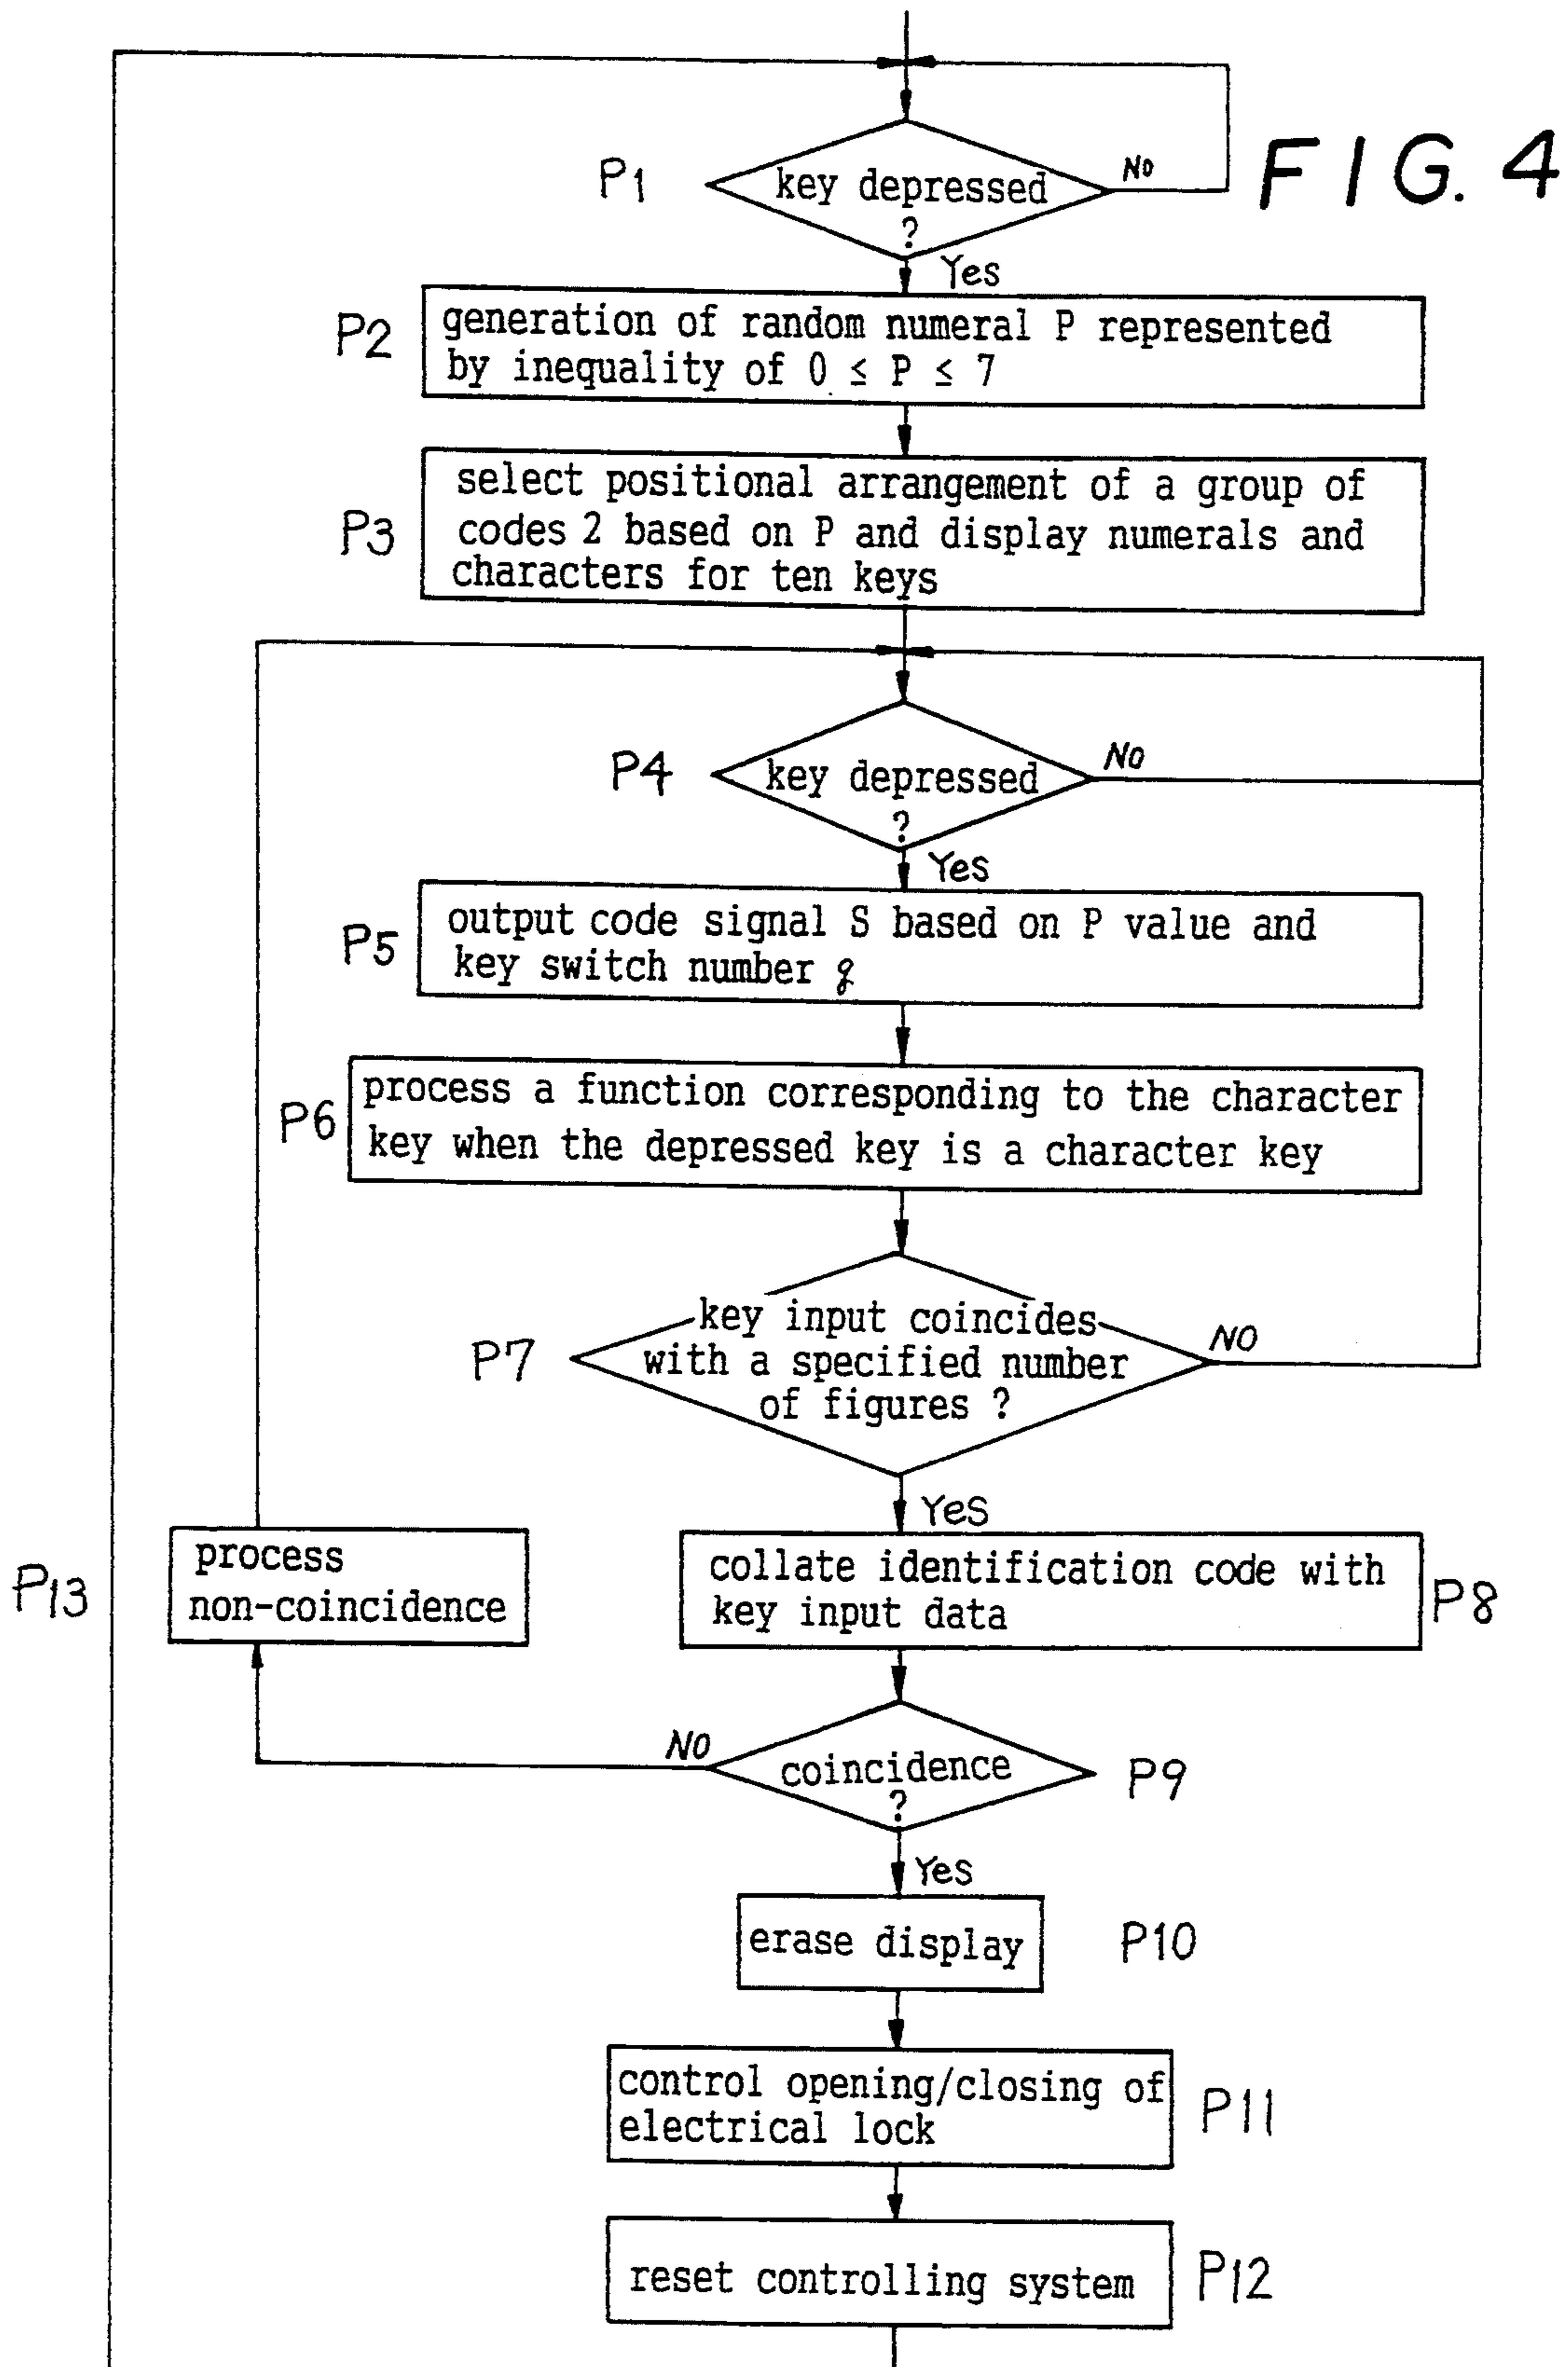 FIG. 4
P1
key depressed
?
NO
Yes
P2
generation of random numeral P represented
by inequality of 0 ≤ P ≤ 7
P3
select positional arrangement of a group of
codes 2 based on P and display numerals and
characters for ten keys
P4
key depressed
?
NO
Yes
P5
output code signal S based on P value and
key switch number q
P6
process a function corresponding to the character
key when the depressed key is a character key
P7
key input coincides
with a specified number
of figures ?
NO
Yes
P13
process
non-coincidence
collate identification code with
key input data
P8
NO
coincidence
?
P9
Yes
erase display
P10
control opening/closing of
electrical lock
P11
reset controlling system
P12